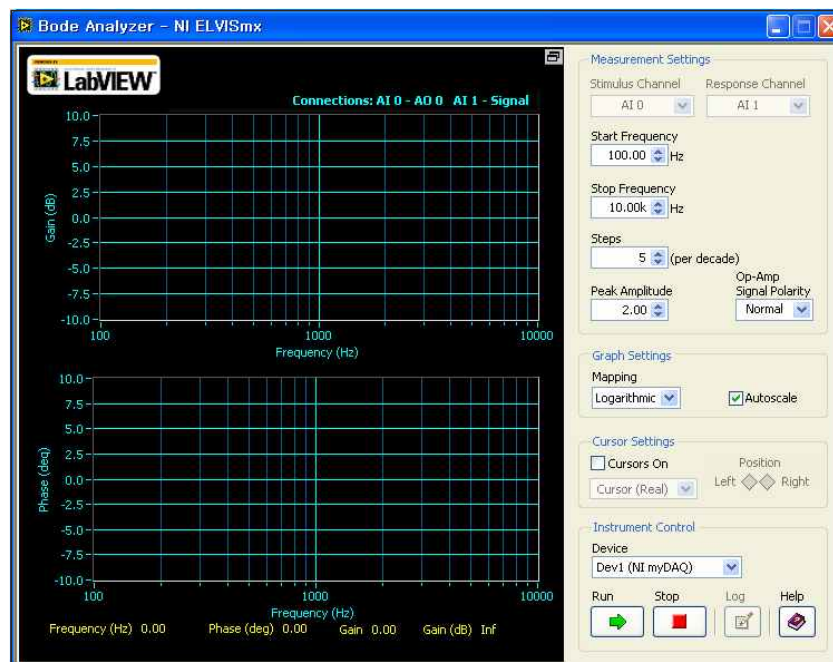 Bode Analyzer - NI ELVISmx
POWERED BY
LabVIEW
Connections: AI 0 - AO 0 AI 1 - Signal
10.0
7.5
5.0
2.5
0.0
-2.5
-5.0
-7.5
-10.0
Gain (dB)
100
1000
10000
Frequency (Hz)
10.0
7.5
5.0
2.5
0.0
-2.5
-5.0
-7.5
-10.0
Phase (deg)
100
1000
10000
Frequency (Hz)
Frequency (Hz) 0.00 Phase (deg) 0.00 Gain 0.00 Gain (dB) Inf
Measurement Settings
Stimulus Channel Response Channel
AI 0 AI 1
Start Frequency
100.00 Hz
Stop Frequency
10.00k Hz
Steps
5 (per decade)
Op-Amp
Peak Amplitude Signal Polarity
2.00 Normal
Graph Settings
Mapping
Logarithmic Autoscale
Cursor Settings
Cursors On Position
Cursor (Real) Left Right
Instrument Control
Device
Dev1 (NI myDAQ)
Run Stop Log Help